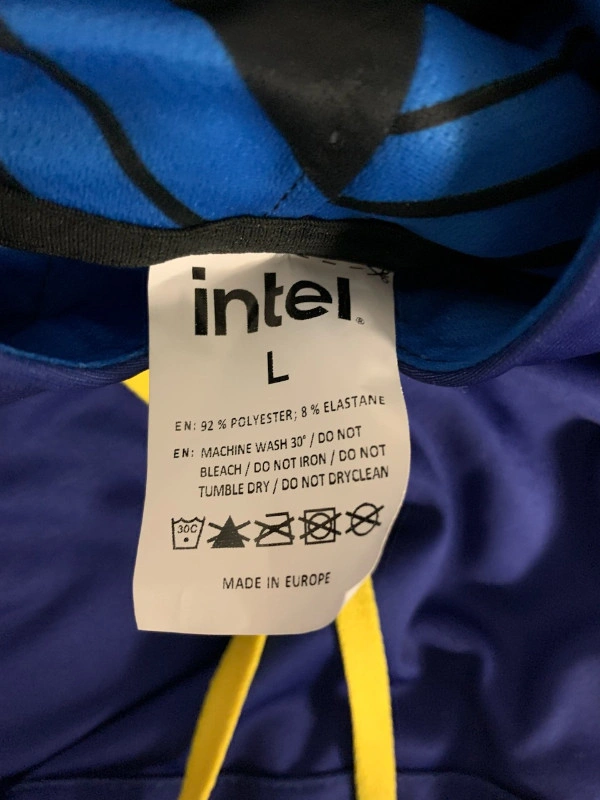 intel®
L
EN: 92 % POLYESTER; 8 % ELASTANE
EN: MACHINE WASH 30° / DO NOT
BLEACH / DO NOT IRON / DO NOT
TUMBLE DRY / DO NOT DRYCLEAN
30C
MADE IN EUROPE